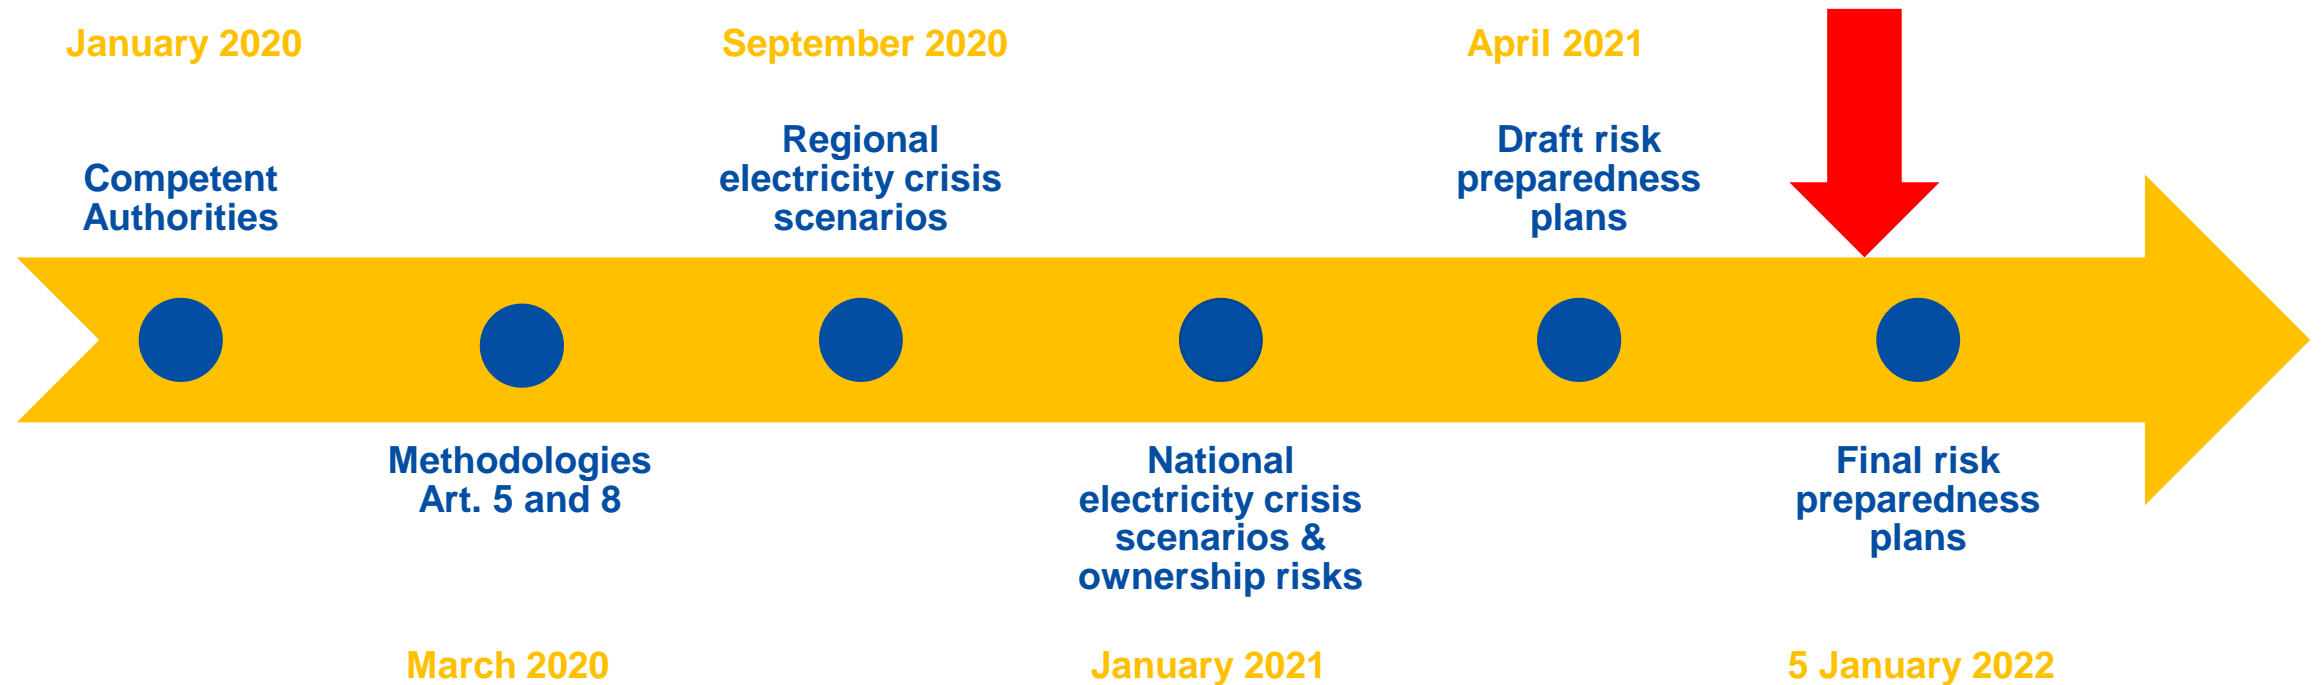 January 2020
September 2020
April 2021
Competent
Authorities
Regional
electricity crisis
scenarios
Draft risk
preparedness
plans
Methodologies
Art. 5 and 8
National
electricity crisis
scenarios &
ownership risks
Final risk
preparedness
plans
March 2020
January 2021
5 January 2022